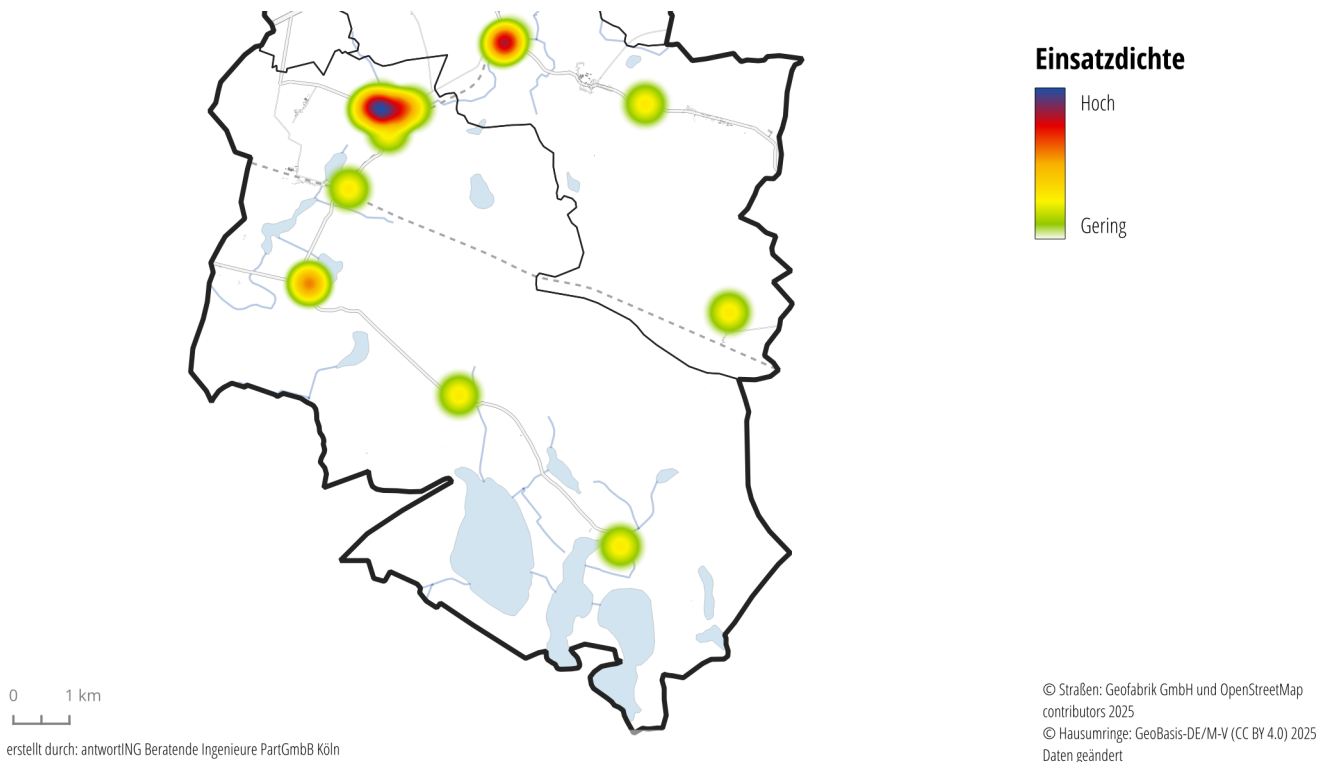 Einsatzdichte
Hoch
Gering
0 1 km
erstellt durch: antwortING Beratende Ingenieure PartGmbB Köln
© Straßen: Geofabrik GmbH und OpenStreetMap
contributors 2025
© Hausumringe: GeoBasis-DE/M-V (CC BY 4.0) 2025
Daten geändert